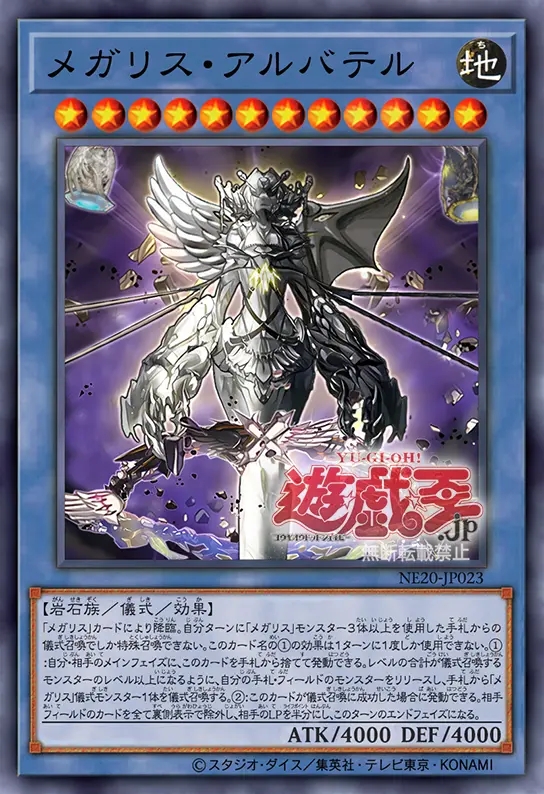 メガリス・アルバテル
地
YU-GI-OH!
遊戯王.jp
無断転載禁止
NE20-JP023
【岩石族／儀式／効果】
「メガリス」カードにより降臨。自分ターンに「メガリス」モンスター3体以上を使用した手札からの
儀式召喚でしか特殊召喚できない。このカード名の①の効果は1ターンに1度しか使用できない。①
:自分・相手のメインフェイズに、このカードを手札から捨てて発動できる。レベルの合計が儀式召喚する
モンスターのレベル以上になるように、自分の手札・フィールドのモンスターをリリースし、手札から「メ
ガリス」儀式モンスター1体を儀式召喚する。②:このカードが儀式召喚に成功した場合に発動できる。相手
フィールドのカードを全て裏側表示で除外し、相手のLPを半分にし、このターンのエンドフェイズになる。
ATK/4000 DEF/4000
©スタジオ・ダイス／集英社・テレビ東京・KONAMI